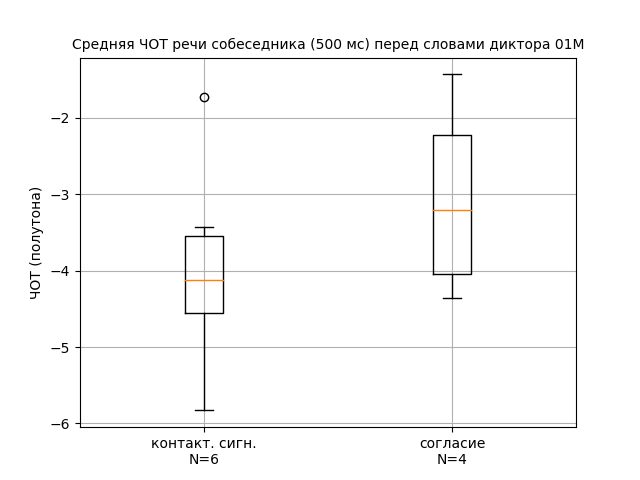 Средняя ЧОТ речи собеседника (500 мс) перед словами диктора 01М
ЧОТ (полутона)
−2
−3
−4
−5
−6
контакт. сигн.
N=6
согласие
N=4